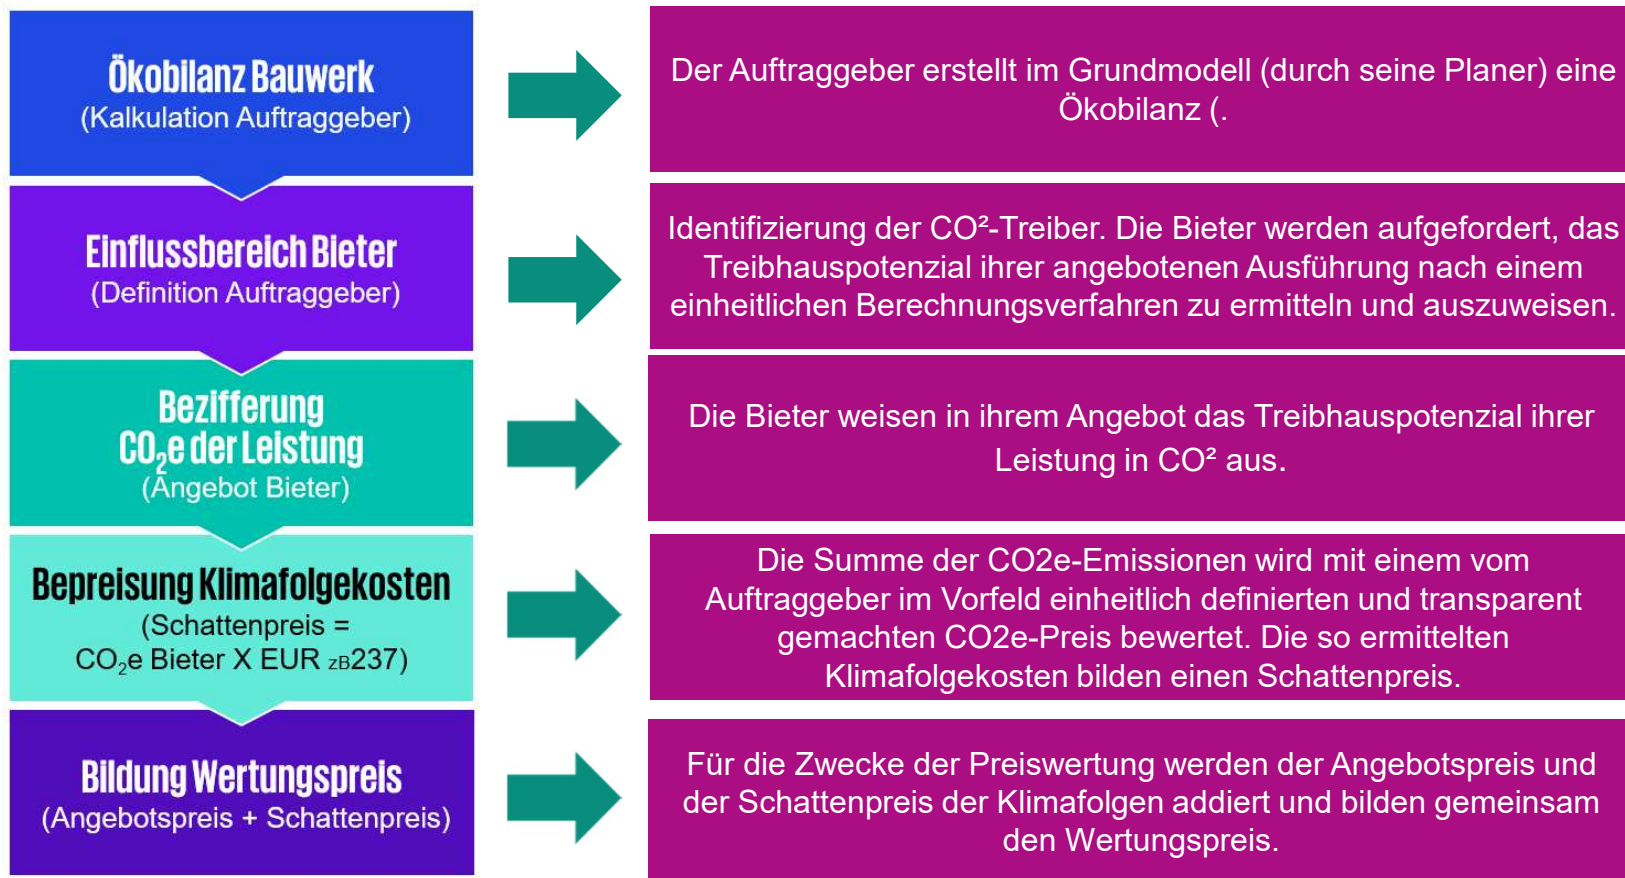 Ökobilanz Bauwerk
(Kalkulation Auftraggeber)
Der Auftraggeber erstellt im Grundmodell (durch seine Planer) eine
Ökobilanz (.
Einflussbereich Bieter
(Definition Auftraggeber)
Identifizierung der CO²-Treiber. Die Bieter werden aufgefordert, das
Treibhauspotenzial ihrer angebotenen Ausführung nach einem
einheitlichen Berechnungsverfahren zu ermitteln und auszuweisen.
Bezifferung
CO₂e der Leistung
(Angebot Bieter)
Die Bieter weisen in ihrem Angebot das Treibhauspotenzial ihrer
Leistung in CO² aus.
Bepreisung Klimafolgekosten
(Schattenpreis =
CO₂e Bieter X EUR zB237)
Die Summe der CO2e-Emissionen wird mit einem vom
Auftraggeber im Vorfeld einheitlich definierten und transparent
gemachten CO2e-Preis bewertet. Die so ermittelten
Klimafolgekosten bilden einen Schattenpreis.
Bildung Wertungspreis
(Angebotspreis + Schattenpreis)
Für die Zwecke der Preiswertung werden der Angebotspreis und
der Schattenpreis der Klimafolgen addiert und bilden gemeinsam
den Wertungspreis.